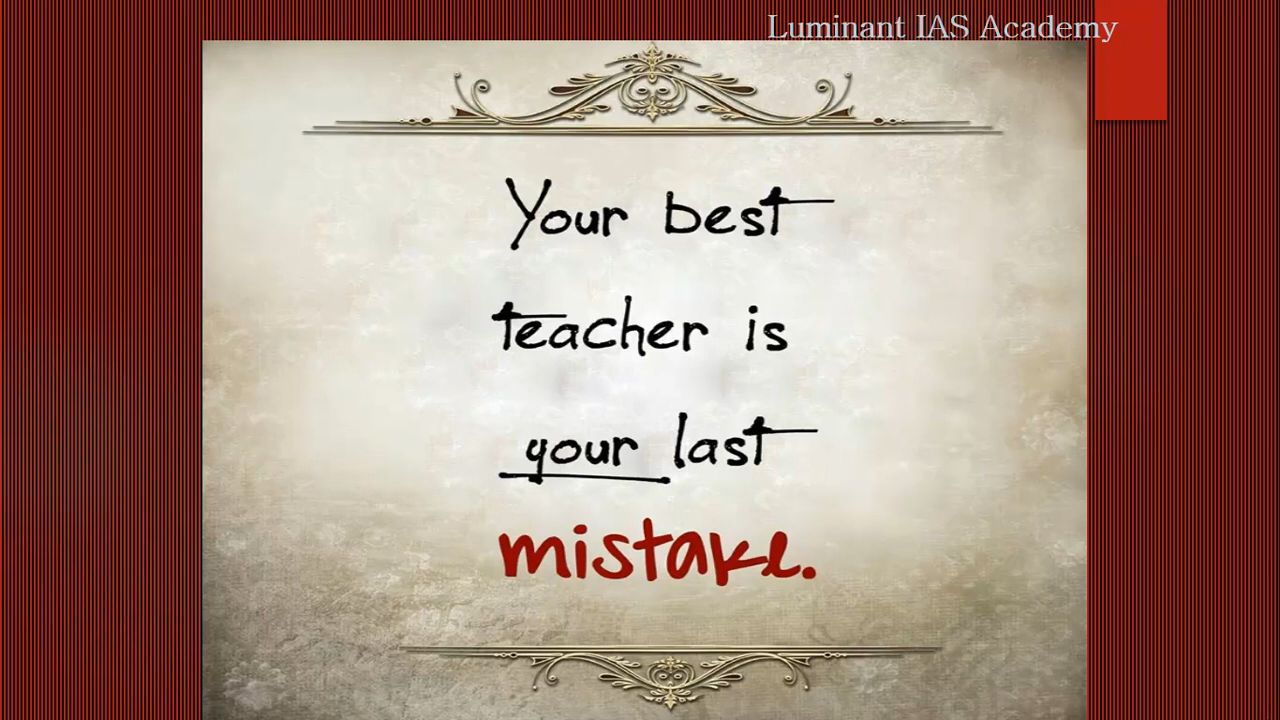 Luminant IAS Academy
Your best
teacher is
your last
mistake.